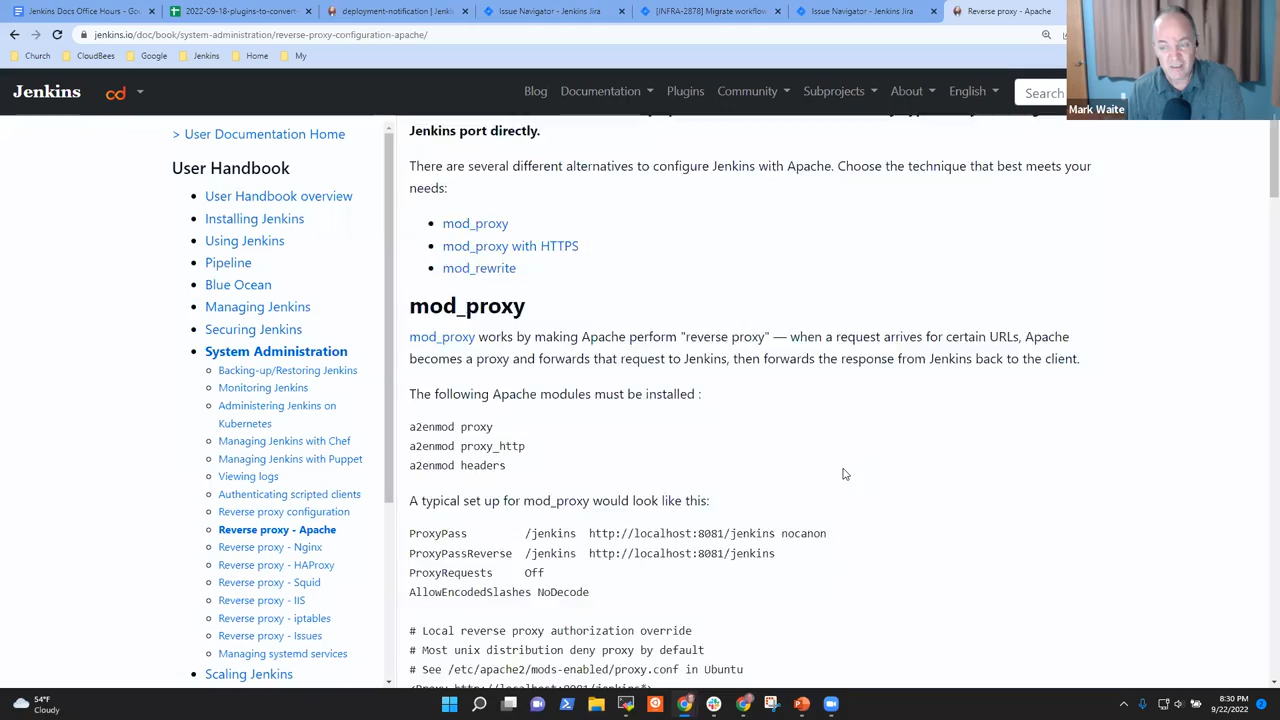 Jenkins Docs Office Hours - Go
2022-09-18-plugins-to-convert-
deployment-notification [Jenk
Issue Navigator - Jenkins Jira
[INFRA-2878] Migrate workflow
Issue Navigator - Jenkins Jira
Reverse proxy - Apache
jenkins.io/doc/book/system-administration/reverse-proxy-configuration-apache/
Church CloudBees Google Jenkins Home My
Jenkins cd Blog Documentation Plugins Community Subprojects About English Search
Mark Waite
> User Documentation Home
User Handbook
User Handbook overview
Installing Jenkins
Using Jenkins
Pipeline
Blue Ocean
Managing Jenkins
Securing Jenkins
System Administration
Backing-up/Restoring Jenkins
Monitoring Jenkins
Administering Jenkins on
Kubernetes
Managing Jenkins with Chef
Managing Jenkins with Puppet
Viewing logs
Authenticating scripted clients
Reverse proxy configuration
Reverse proxy - Apache
Reverse proxy - Nginx
Reverse proxy - HAProxy
Reverse proxy - Squid
Reverse proxy - IIS
Reverse proxy - iptables
Reverse proxy - Issues
Managing systemd services
Scaling Jenkins
Jenkins port directly.
There are several different alternatives to configure Jenkins with Apache. Choose the technique that best meets your
needs:
mod_proxy
mod_proxy with HTTPS
mod_rewrite
mod_proxy
mod_proxy works by making Apache perform "reverse proxy" — when a request arrives for certain URLs, Apache
becomes a proxy and forwards that request to Jenkins, then forwards the response from Jenkins back to the client.
The following Apache modules must be installed :
a2enmod proxy
a2enmod proxy_http
a2enmod headers
A typical set up for mod_proxy would look like this:
ProxyPass /jenkins http://localhost:8081/jenkins nocanon
ProxyPassReverse /jenkins http://localhost:8081/jenkins
ProxyRequests Off
AllowEncodedSlashes NoDecode
# Local reverse proxy authorization override
# Most unix distribution deny proxy by default
# See /etc/apache2/mods-enabled/proxy.conf in Ubuntu
<Proxy http://localhost:8081/jenkins*>
54°F
Cloudy
8:30 PM
9/22/2022